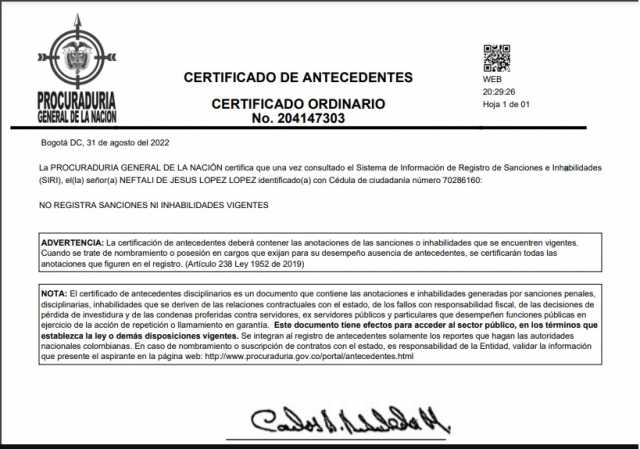 PROCURADURIA
GENERAL DE LA NACION
CERTIFICADO DE ANTECEDENTES
CERTIFICADO ORDINARIO
No. 204147303
WEB
20:29:26
Hoja 1 de 01
Bogotá DC, 31 de agosto del 2022
La PROCURADURIA GENERAL DE LA NACIÓN certifica que una vez consultado el Sistema de Información de Registro de Sanciones e Inhabilidades
(SIRI), el(la) señor(a) NEFTALI DE JESUS LOPEZ LOPEZ identificado(a) con Cédula de ciudadanía número 70286160:
NO REGISTRA SANCIONES NI INHABILIDADES VIGENTES
ADVERTENCIA: La certificación de antecedentes deberá contener las anotaciones de las sanciones o inhabilidades que se encuentren vigentes.
Cuando se trate de nombramiento o posesión en cargos que exijan para su desempeño ausencia de antecedentes, se certificarán todas las
anotaciones que figuren en el registro. (Artículo 238 Ley 1952 de 2019)
NOTA: El certificado de antecedentes disciplinarios es un documento que contiene las anotaciones e inhabilidades generadas por sanciones penales,
disciplinarias, inhabilidades que se deriven de las relaciones contractuales con el estado, de los fallos con responsabilidad fiscal, de las decisiones de
pérdida de investidura y de las condenas proferidas contra servidores, ex servidores públicos y particulares que desempeñen funciones públicas en
ejercicio de la acción de repetición o llamamiento en garantía. Este documento tiene efectos para acceder al sector público, en los términos que
establezca la ley o demás disposiciones vigentes. Se integran al registro de antecedentes solamente los reportes que hagan las autoridades
nacionales colombianas. En caso de nombramiento o suscripción de contratos con el estado, es responsabilidad de la Entidad, validar la información
que presente el aspirante en la página web: http://www.procuraduria.gov.co/portal/antecedentes.html